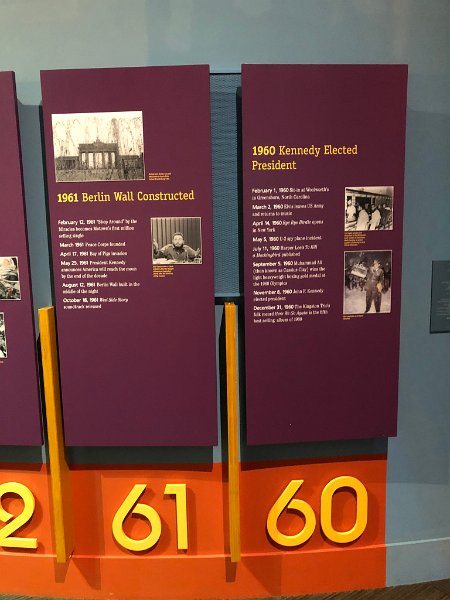 1961 Berlin Wall Constructed
February 12, 1961 "Shop Around" by the
Miracles becomes Motown's first million
selling single
March 1961 Peace Corps founded
April 17, 1961 Bay of Pigs invasion
May 25, 1961 President Kennedy
announces America will reach the moon
by the end of the decade
August 12, 1961 Berlin Wall built in the
middle of the night
October 18, 1961 West Side Story
soundtrack released
1960 Kennedy Elected
President
February 1, 1960 Sit-in at Woolworth's
in Greensboro, North Carolina
March 2, 1960 Elvis leaves US Army
and returns to music
April 14, 1960 Bye Bye Birdie opens
in New York
May 5, 1960 U-2 spy plane incident
July 11, 1960 Harper Lee's To Kill
a Mockingbird published
September 5, 1960 Muhammad Ali
(then known as Cassius Clay) wins the
light heavyweight boxing gold medal at
the 1960 Olympics
November 8, 1960 John F. Kennedy
elected president
December 31, 1960 The Kingston Trio's
folk record Here We Go Again is the fifth
best selling album of 1960
2
61
60